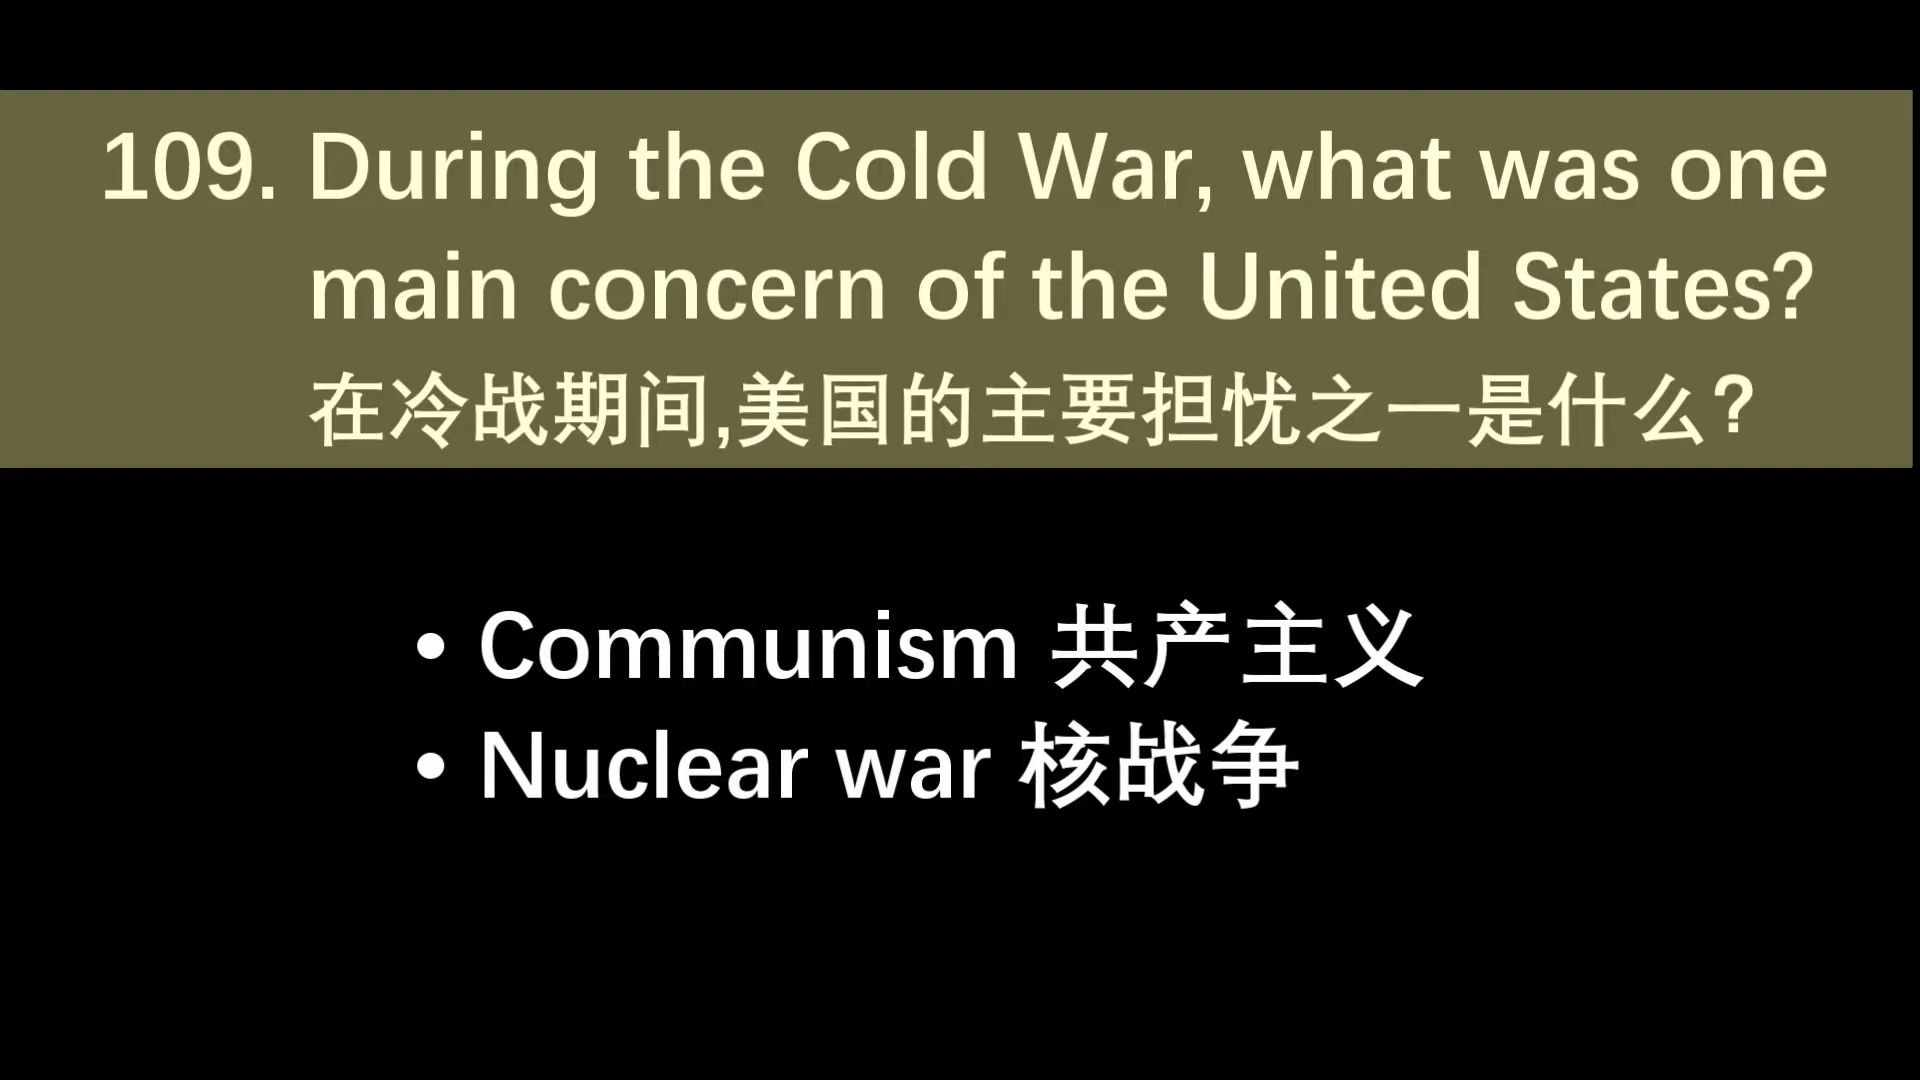 109. During the Cold War, what was one
main concern of the United States?
在冷战期间,美国的主要担忧之一是什么?
• Communism 共产主义
• Nuclear war 核战争